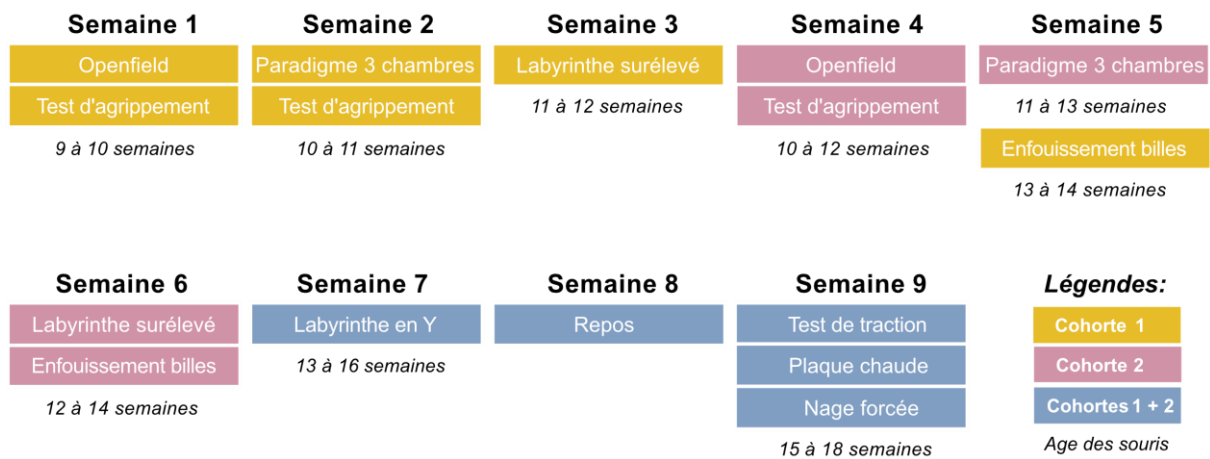 Semaine 1
Openfield
Test d'agrippement
9 à 10 semaines
Semaine 2
Paradigme 3 chambres
Test d'agrippement
10 à 11 semaines
Semaine 3
Labyrinthe surélevé
11 à 12 semaines
Semaine 4
Openfield
Test d'agrippement
10 à 12 semaines
Semaine 5
Paradigme 3 chambres
11 à 13 semaines
Enfouissement billes
13 à 14 semaines
Semaine 6
Labyrinthe surélevé
Enfouissement billes
12 à 14 semaines
Semaine 7
Labyrinthe en Y
13 à 16 semaines
Semaine 8
Repos
Semaine 9
Test de traction
Plaque chaude
Nage forcée
15 à 18 semaines
Légendes:
Cohorte 1
Cohorte 2
Cohortes 1 + 2
Age des souris